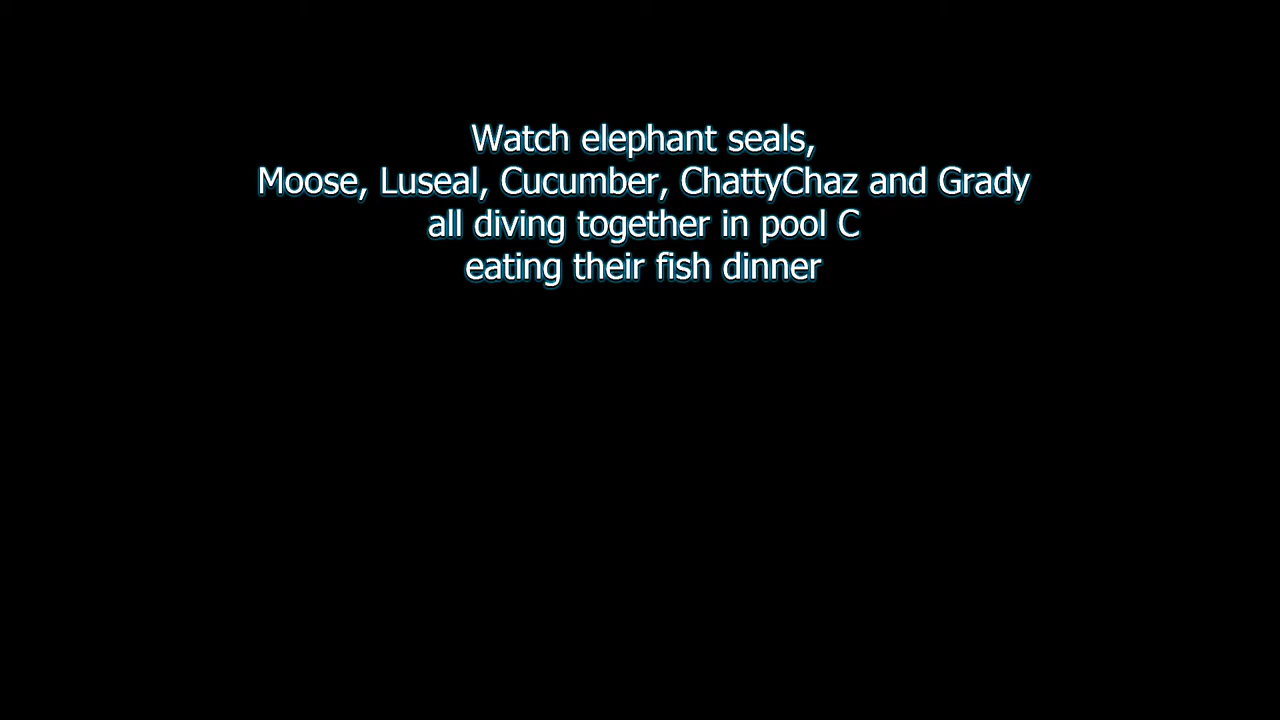 Watch elephant seals,
Moose, Luseal, Cucumber, ChattyChaz and Grady
all diving together in pool C
eating their fish dinner